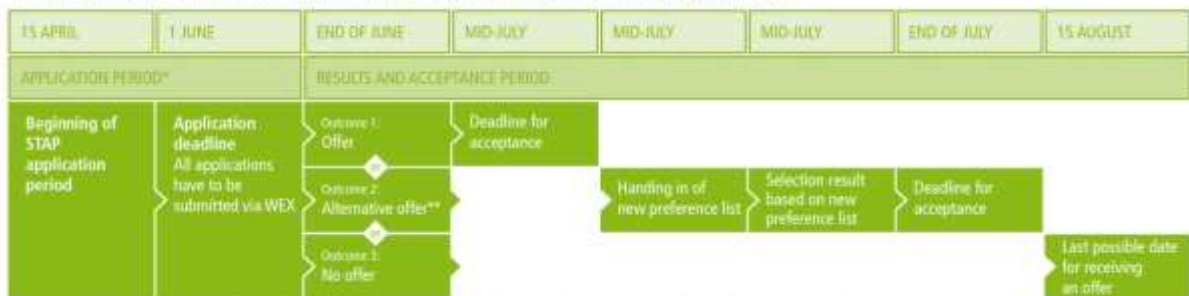 15 APRIL
1 JUNE
END OF JUNE
MID-JULY
MID-JULY
MID-JULY
END OF JULY
15 AUGUST
APPLICATION PERIOD*
RESULTS AND ACCEPTANCE PERIOD
Beginning of
STAP
application
period
Application
deadline
All applications
have to be
submitted via WEX
Outcome 1:
Offer
or
Outcome 2:
Alternative offer**
or
Outcome 3:
No offer
Deadline for
acceptance
Handing in of
new preference list
Selection result
based on new
preference list
Deadline for
acceptance
Last possible date
for receiving
an offer